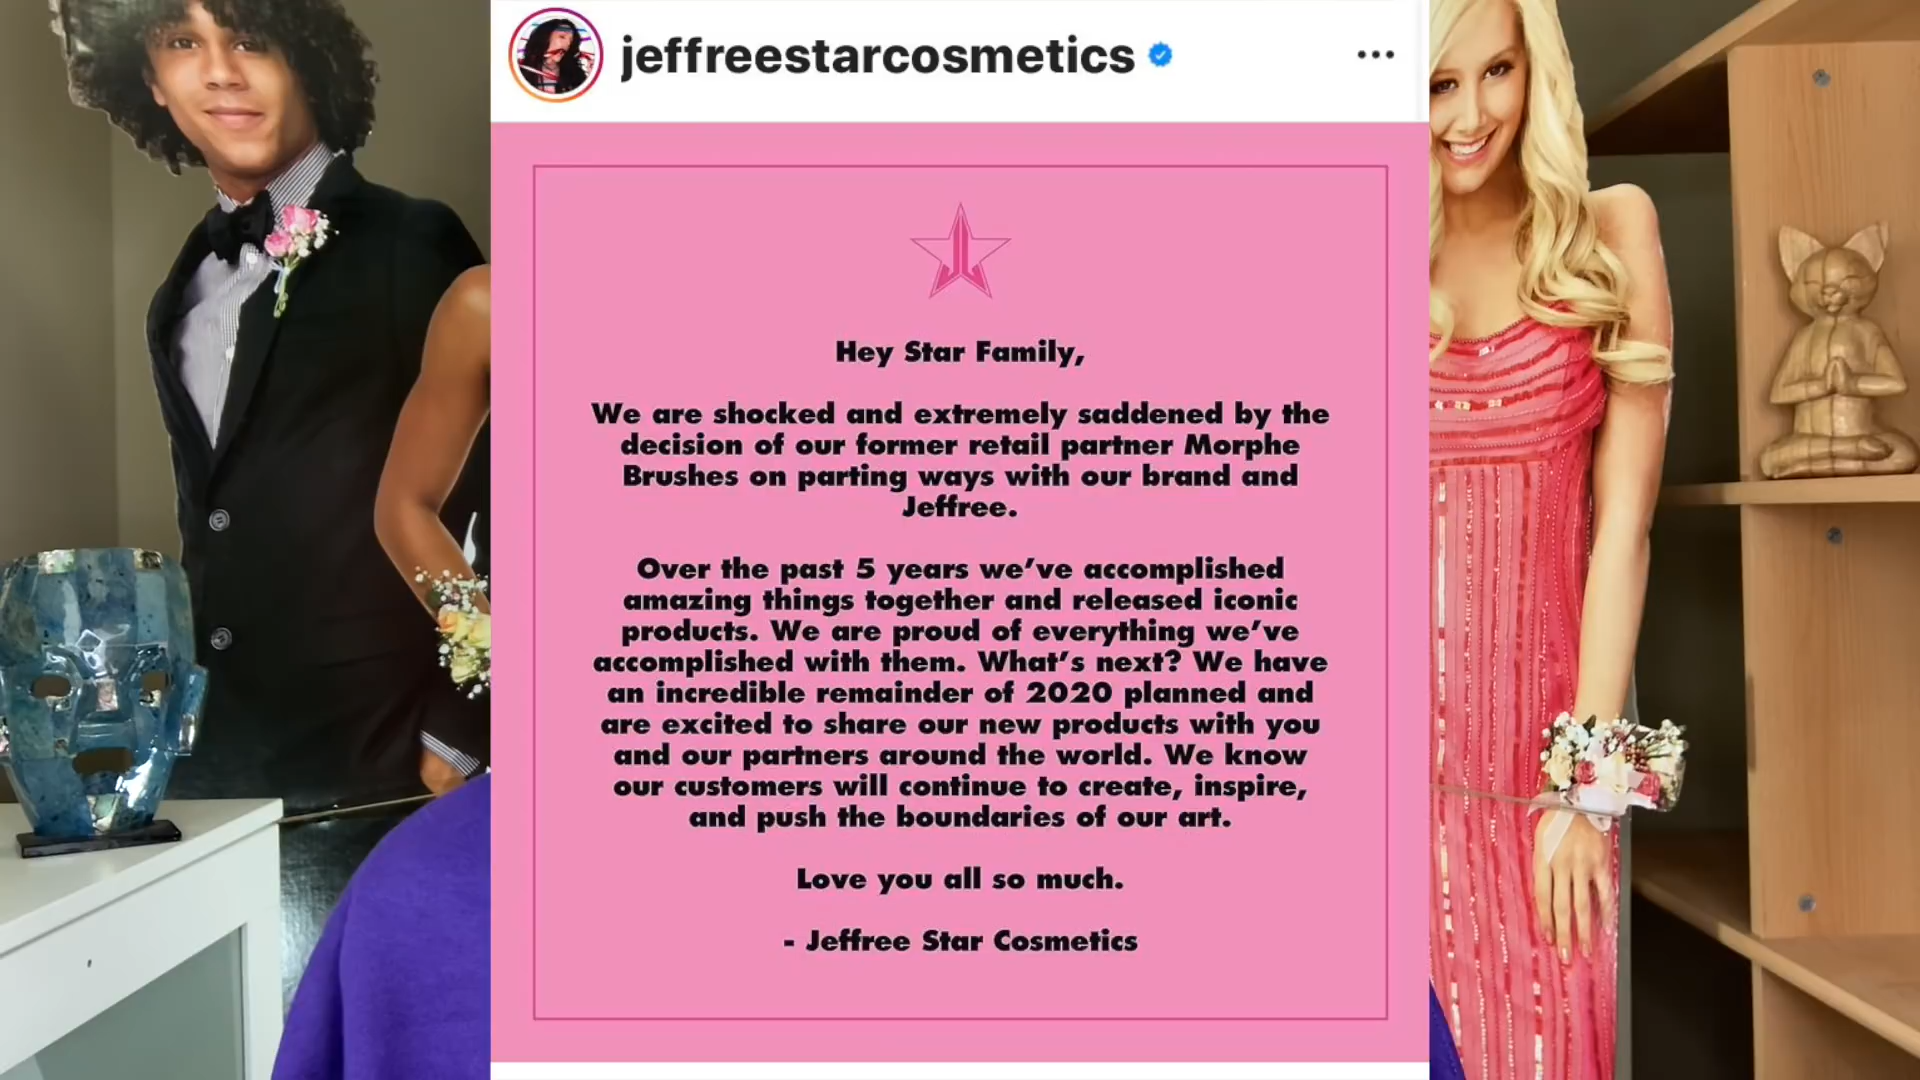 jeffreestarcosmetics
Hey Star Family,
We are shocked and extremely saddened by the
decision of our former retail partner Morphe
Brushes on parting ways with our brand and
Jeffree.
Over the past 5 years we've accomplished
amazing things together and released iconic
products. We are proud of everything we've
accomplished with them. What's next? We have
an incredible remainder of 2020 planned and
are excited to share our new products with you
and our partners around the world. We know
our customers will continue to create, inspire,
and push the boundaries of our art.
Love you all so much.
- Jeffree Star Cosmetics